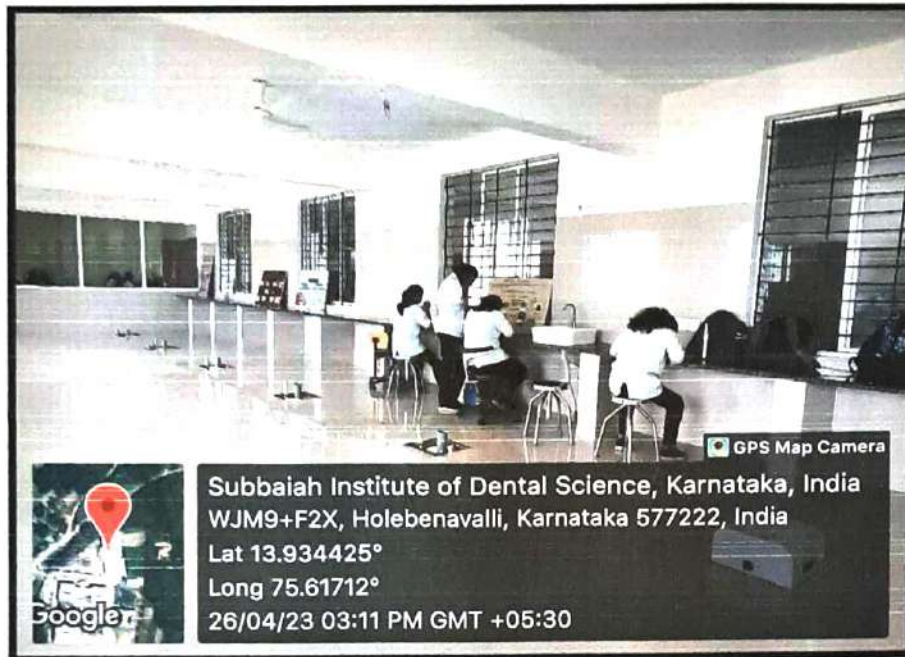 GPS Map Camera
Subbaiah Institute of Dental Science, Karnataka, India
WJM9+F2X, Holebenavalli, Karnataka 577222, India
Lat 13.934425°
Long 75.61712°
26/04/23 03:11 PM GMT +05:30
Google